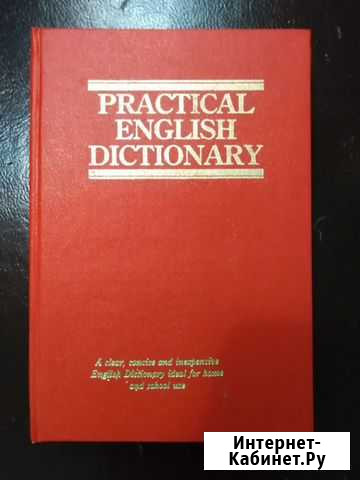 PRACTICAL
ENGLISH
DICTIONARY
A clear, concise and inexpensive
English Dictionary ideal for home
and school use
Интернет-
Кабинет.Ру